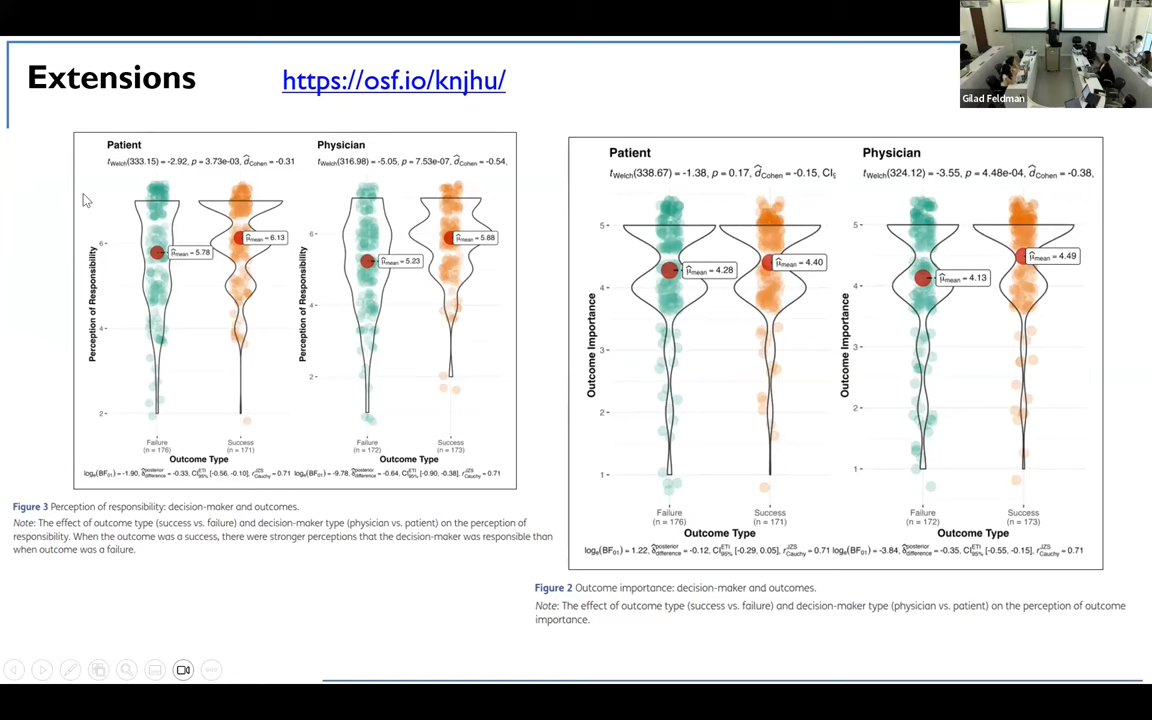 Extensions
https://osf.io/knjhu/
Gilad Feldman
Patient
t_Welch(333.15) = -2.92, p = 3.73e-03, d̂_Cohen = -0.31
Physician
t_Welch(316.98) = -5.05, p = 7.53e-07, d̂_Cohen = -0.54,
Perception of Responsibility
6
4
2
μ̂_mean = 5.78
μ̂_mean = 6.13
Failure
(n = 176)
Success
(n = 171)
Outcome Type
Perception of Responsibility
6
4
2
μ̂_mean = 5.23
μ̂_mean = 5.88
Failure
(n = 172)
Success
(n = 173)
Outcome Type
log_e(BF_01) = -1.90, δ̂_difference^posterior = -0.33, CI_95%^ETI [-0.56, -0.10], r_Cauchy^JZS = 0.71
log_e(BF_01) = -9.78, δ̂_difference^posterior = -0.64, CI_95%^ETI [-0.90, -0.38], r_Cauchy^JZS = 0.71
Figure 3 Perception of responsibility: decision-maker and outcomes.
Note: The effect of outcome type (success vs. failure) and decision-maker type (physician vs. patient) on the perception of
responsibility. When the outcome was a success, there were stronger perceptions that the decision-maker was responsible than
when outcome was a failure.
Patient
t_Welch(338.67) = -1.38, p = 0.17, d̂_Cohen = -0.15, CI
Physician
t_Welch(324.12) = -3.55, p = 4.48e-04, d̂_Cohen = -0.38,
Outcome Importance
5
4
3
2
1
μ̂_mean = 4.28
μ̂_mean = 4.40
Failure
(n = 176)
Success
(n = 171)
Outcome Type
Outcome Importance
5
4
3
2
1
μ̂_mean = 4.13
μ̂_mean = 4.49
Failure
(n = 172)
Success
(n = 173)
Outcome Type
log_e(BF_01) = 1.22, δ̂_difference^posterior = -0.12, CI_95%^ETI [-0.29, 0.05], r_Cauchy^JZS = 0.71
log_e(BF_01) = -3.84, δ̂_difference^posterior = -0.35, CI_95%^ETI [-0.55, -0.15], r_Cauchy^JZS = 0.71
Figure 2 Outcome importance: decision-maker and outcomes.
Note: The effect of outcome type (success vs. failure) and decision-maker type (physician vs. patient) on the perception of outcome
importance.